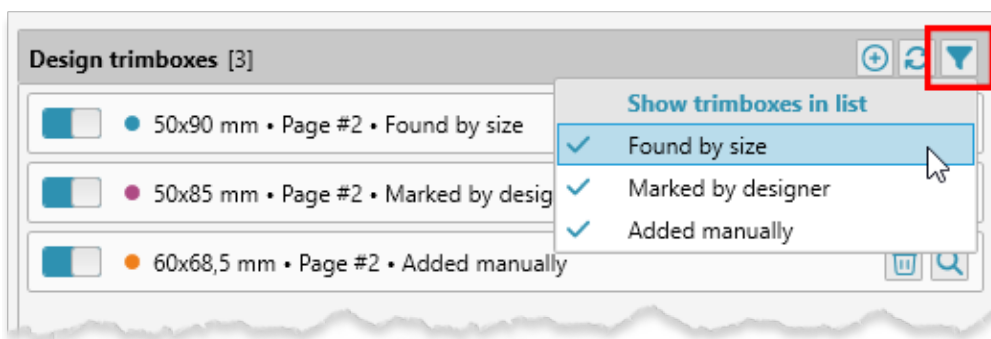 Design trimboxes [3]
Show trimboxes in list
50x90 mm • Page #2 • Found by size
Found by size
50x85 mm • Page #2 • Marked by desig
Marked by designer
Added manually
60x68,5 mm • Page #2 • Added manually